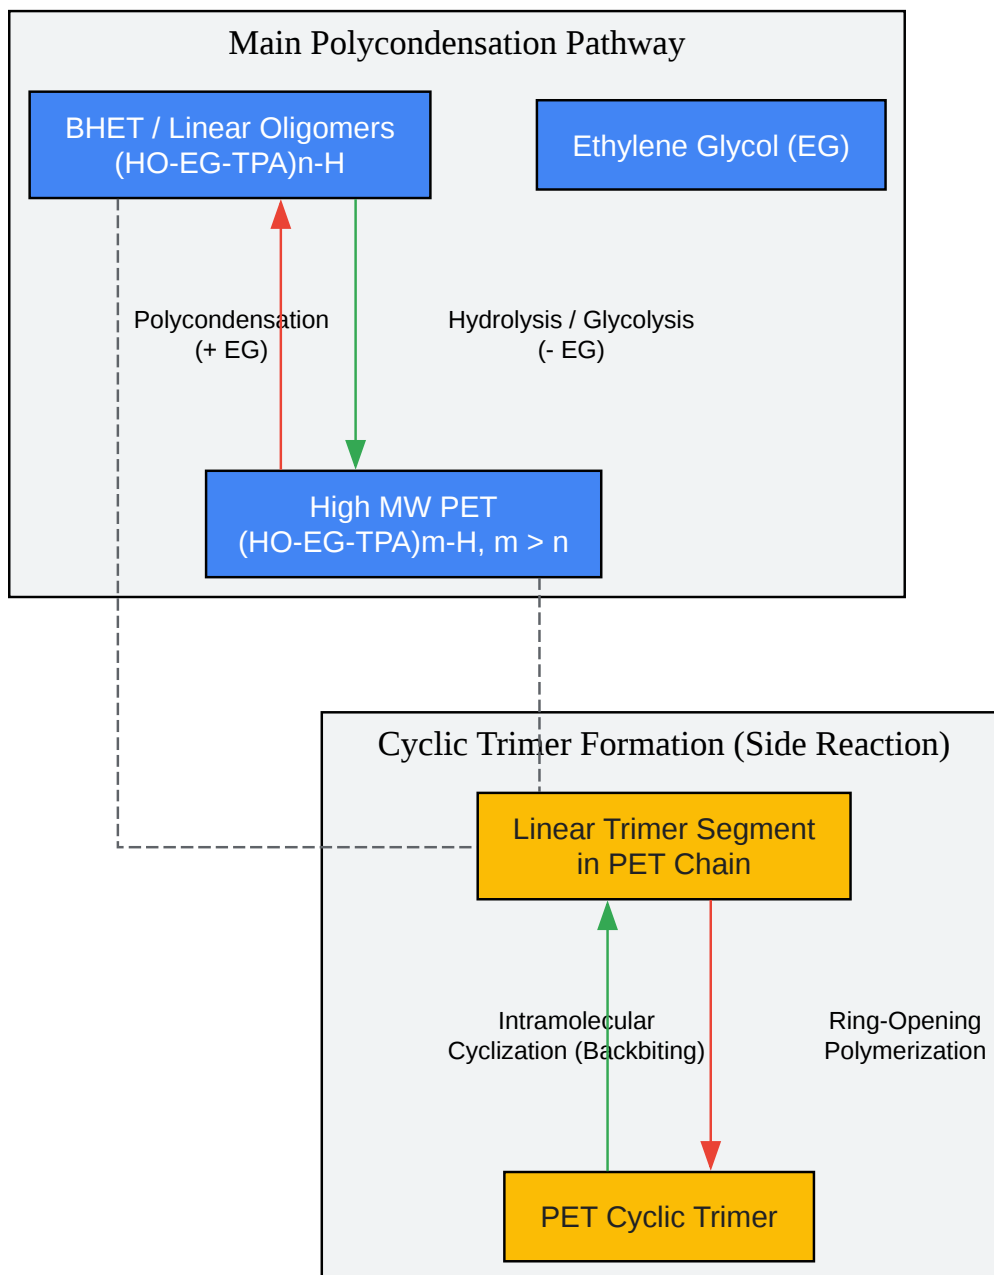 Main Polycondensation Pathway
BHET / Linear Oligomers
(HO-EG-TPA)n-H
Ethylene Glycol (EG)
Polycondensation
(+ EG)
Hydrolysis / Glycolysis
(- EG)
High MW PET
(HO-EG-TPA)m-H, m > n
Cyclic Trimer Formation (Side Reaction)
Linear Trimer Segment
in PET Chain
Intramolecular
Cyclization (Backbiting)
Ring-Opening
Polymerization
PET Cyclic Trimer